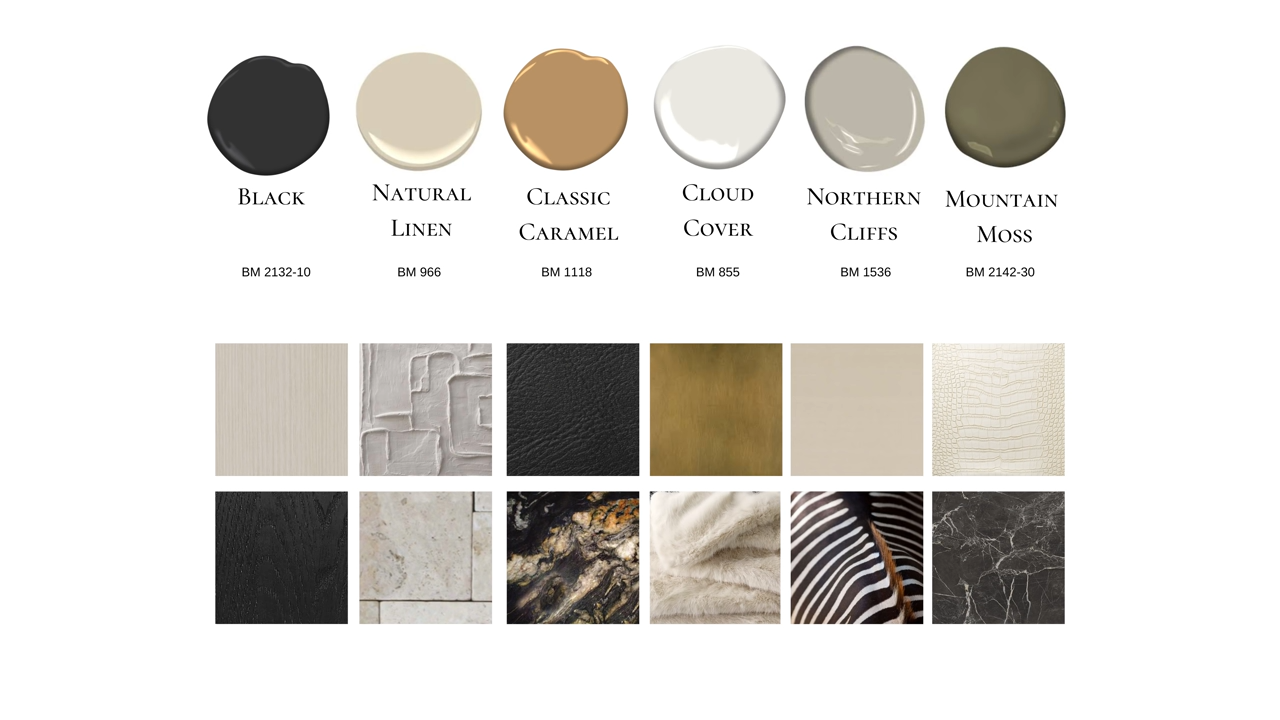 Black
Natural
Linen
Classic
Caramel
Cloud
Cover
Northern
Cliffs
Mountain
Moss
BM 2132-10
BM 966
BM 1118
BM 855
BM 1536
BM 2142-30